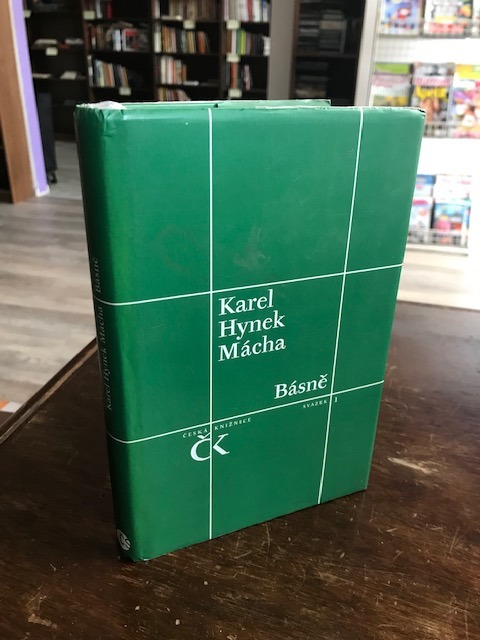 Karel
Hynek
Mácha
Básně
SVAZEK 1
ČESKÁ KNIŽNICE
ČK
Karel Hynek Mácha Básně